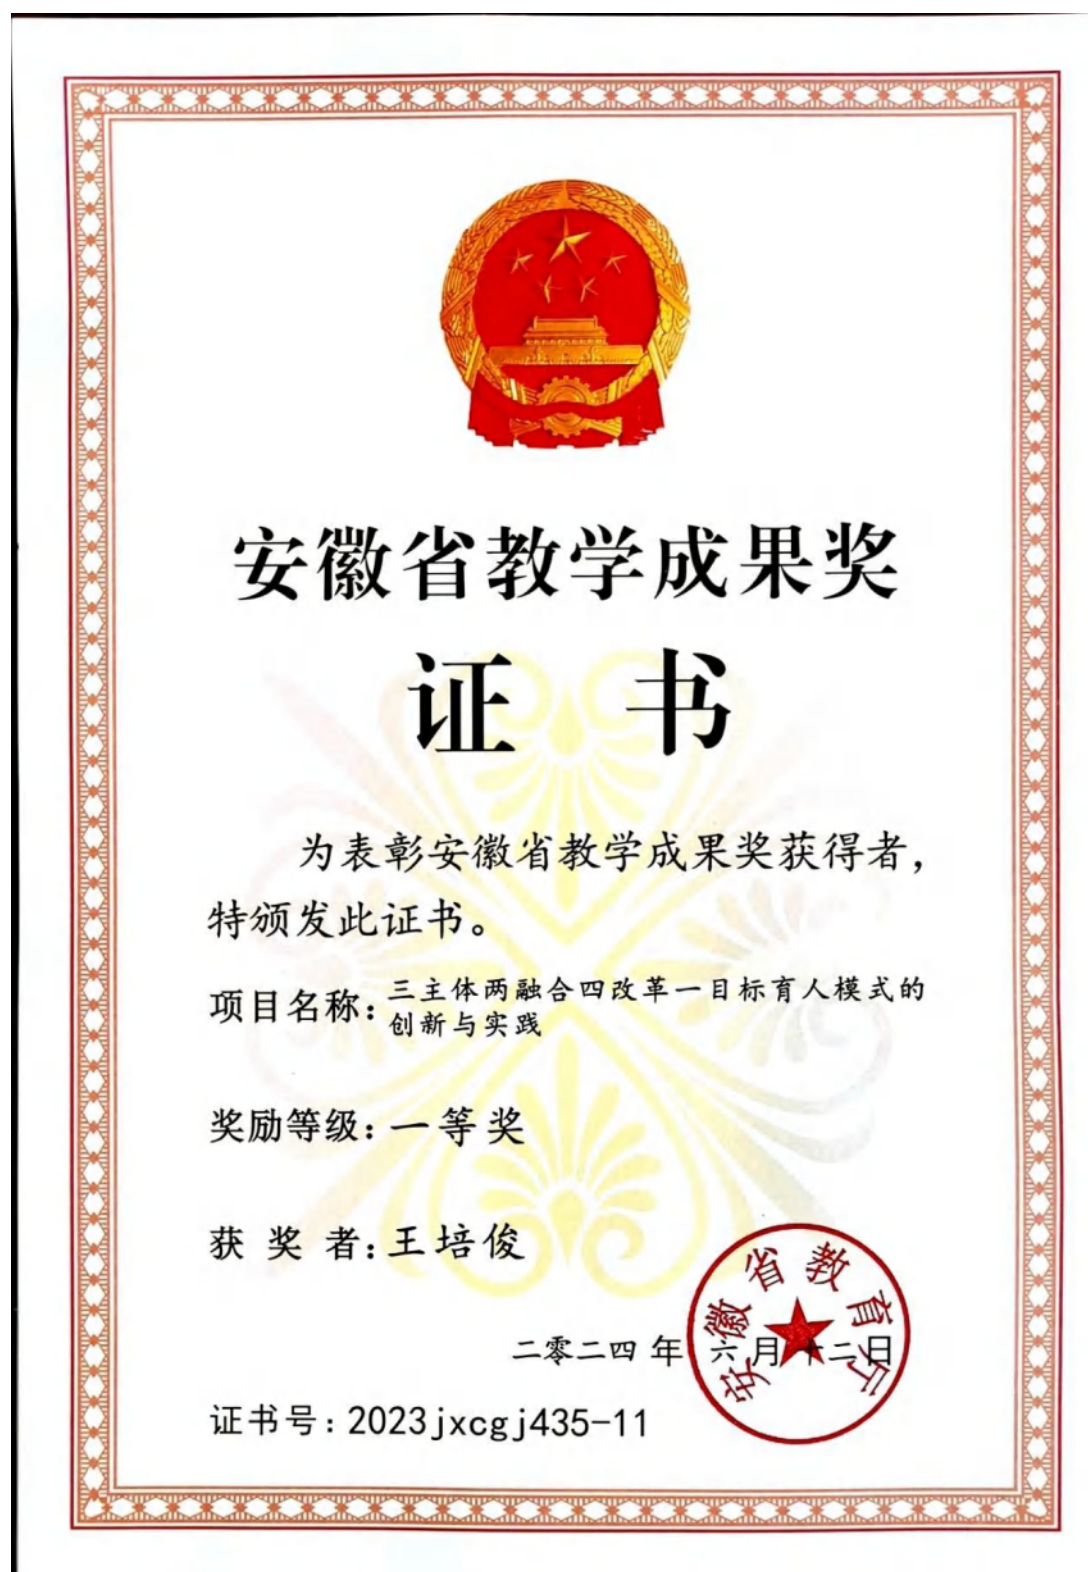 安徽省教学成果奖
证 书
为表彰安徽省教学成果奖获得者，
特颁发此证书。
项目名称：三主体两融合四改革一目标育人模式的
创新与实践
奖励等级：一等奖
获 奖 者：王培俊
二零二四 年 六 月 十二 日
安徽省教育厅
证书号：2023jxcgj435-11